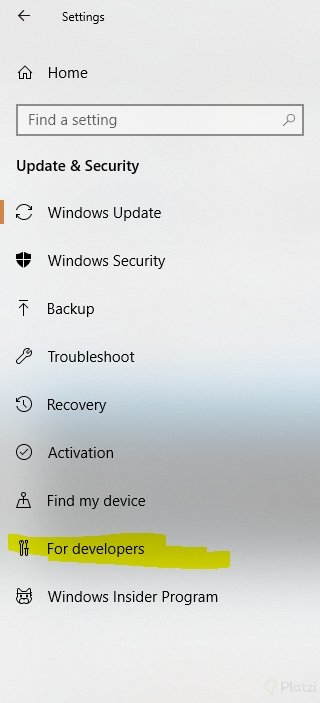 Settings
Home
Find a setting
Update & Security
Windows Update
Windows Security
Backup
Troubleshoot
Recovery
Activation
Find my device
For developers
Windows Insider Program
Platzi